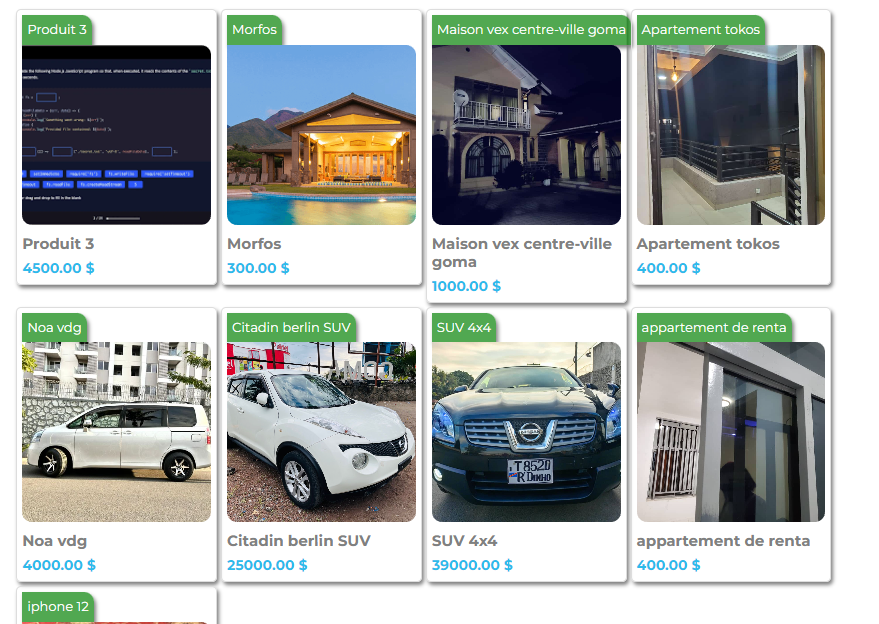 Produit 3
Morfos
Maison vex centre-ville goma
Apartement tokos
Produit 3
4500.00 $
Morfos
300.00 $
Maison vex centre-ville
goma
1000.00 $
Apartement tokos
400.00 $
Noa vdg
Citadin berlin SUV
SUV 4x4
appartement de renta
T 852D
Noa vdg
4000.00 $
Citadin berlin SUV
25000.00 $
SUV 4x4
39000.00 $
appartement de renta
400.00 $
iphone 12